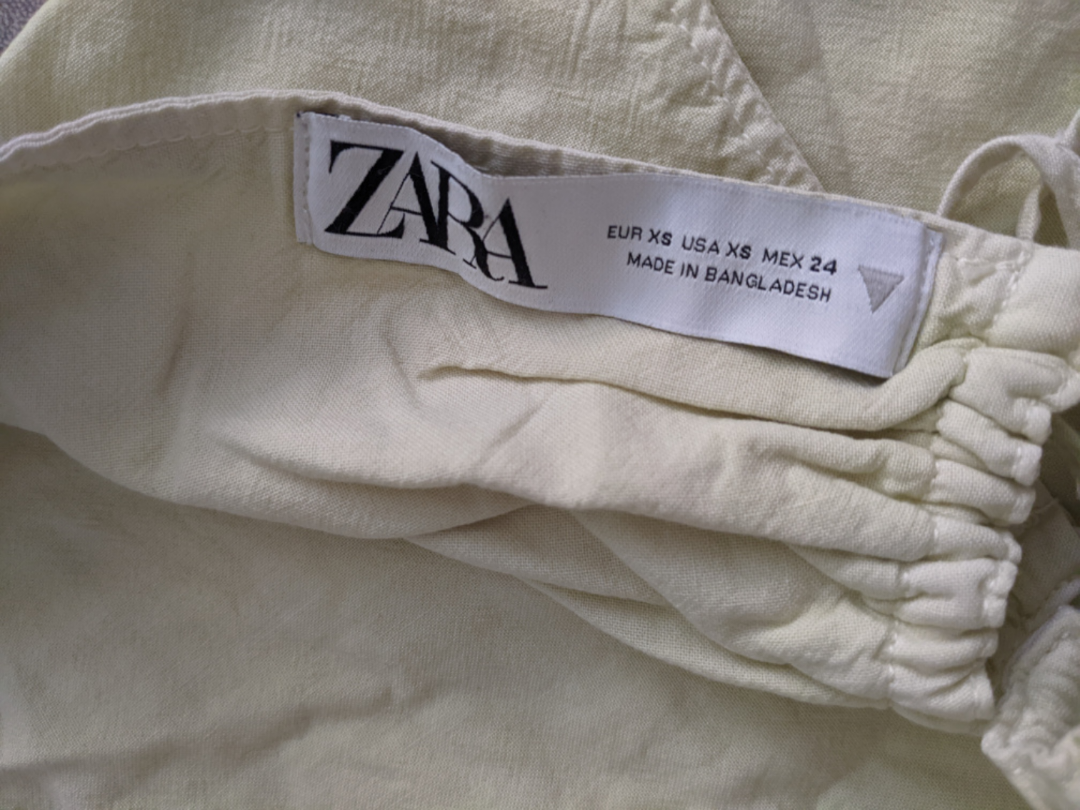 ZARA
EUR XS USA XS MEX 24
MADE IN BANGLADESH